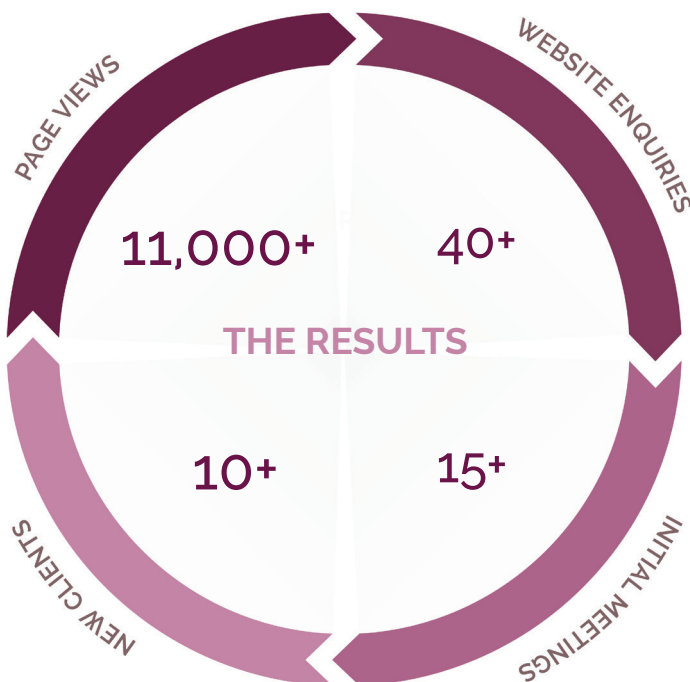 PAGE VIEWS
WEBSITE ENQUIRIES
11,000+
40+
THE RESULTS
10+
15+
NEW CLIENTS
INITIAL MEETINGS